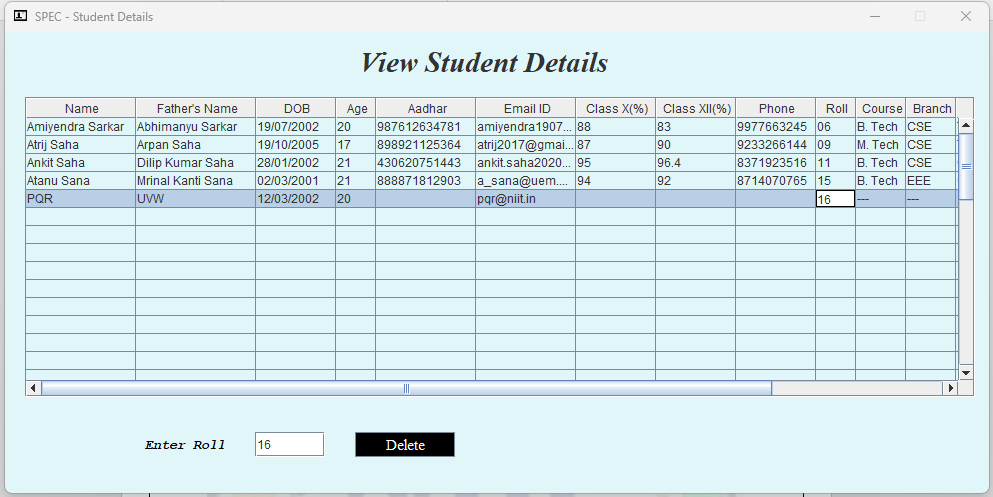 SPEC - Student Details
View Student Details
Name Father's Name DOB Age Aadhar Email ID Class X(%) Class XII(%) Phone Roll Course Branch
Amiyendra Sarkar Abhimanyu Sarkar 19/07/2002 20 987612634781 amiyendra1907... 88 83 9977663245 06 B. Tech CSE
Atrij Saha Arpan Saha 19/10/2005 17 898921125364 atrij2017@gmai... 87 90 9233266144 09 M. Tech CSE
Ankit Saha Dilip Kumar Saha 28/01/2002 21 430620751443 ankit.saha2020... 95 96.4 8371923516 11 B. Tech CSE
Atanu Sana Mrinal Kanti Sana 02/03/2001 21 888871812903 a_sana@uem.... 94 92 8714070765 15 B. Tech EEE
PQR UVW 12/03/2002 20 pqr@niit.in 16 --- ---
Enter Roll 16 Delete